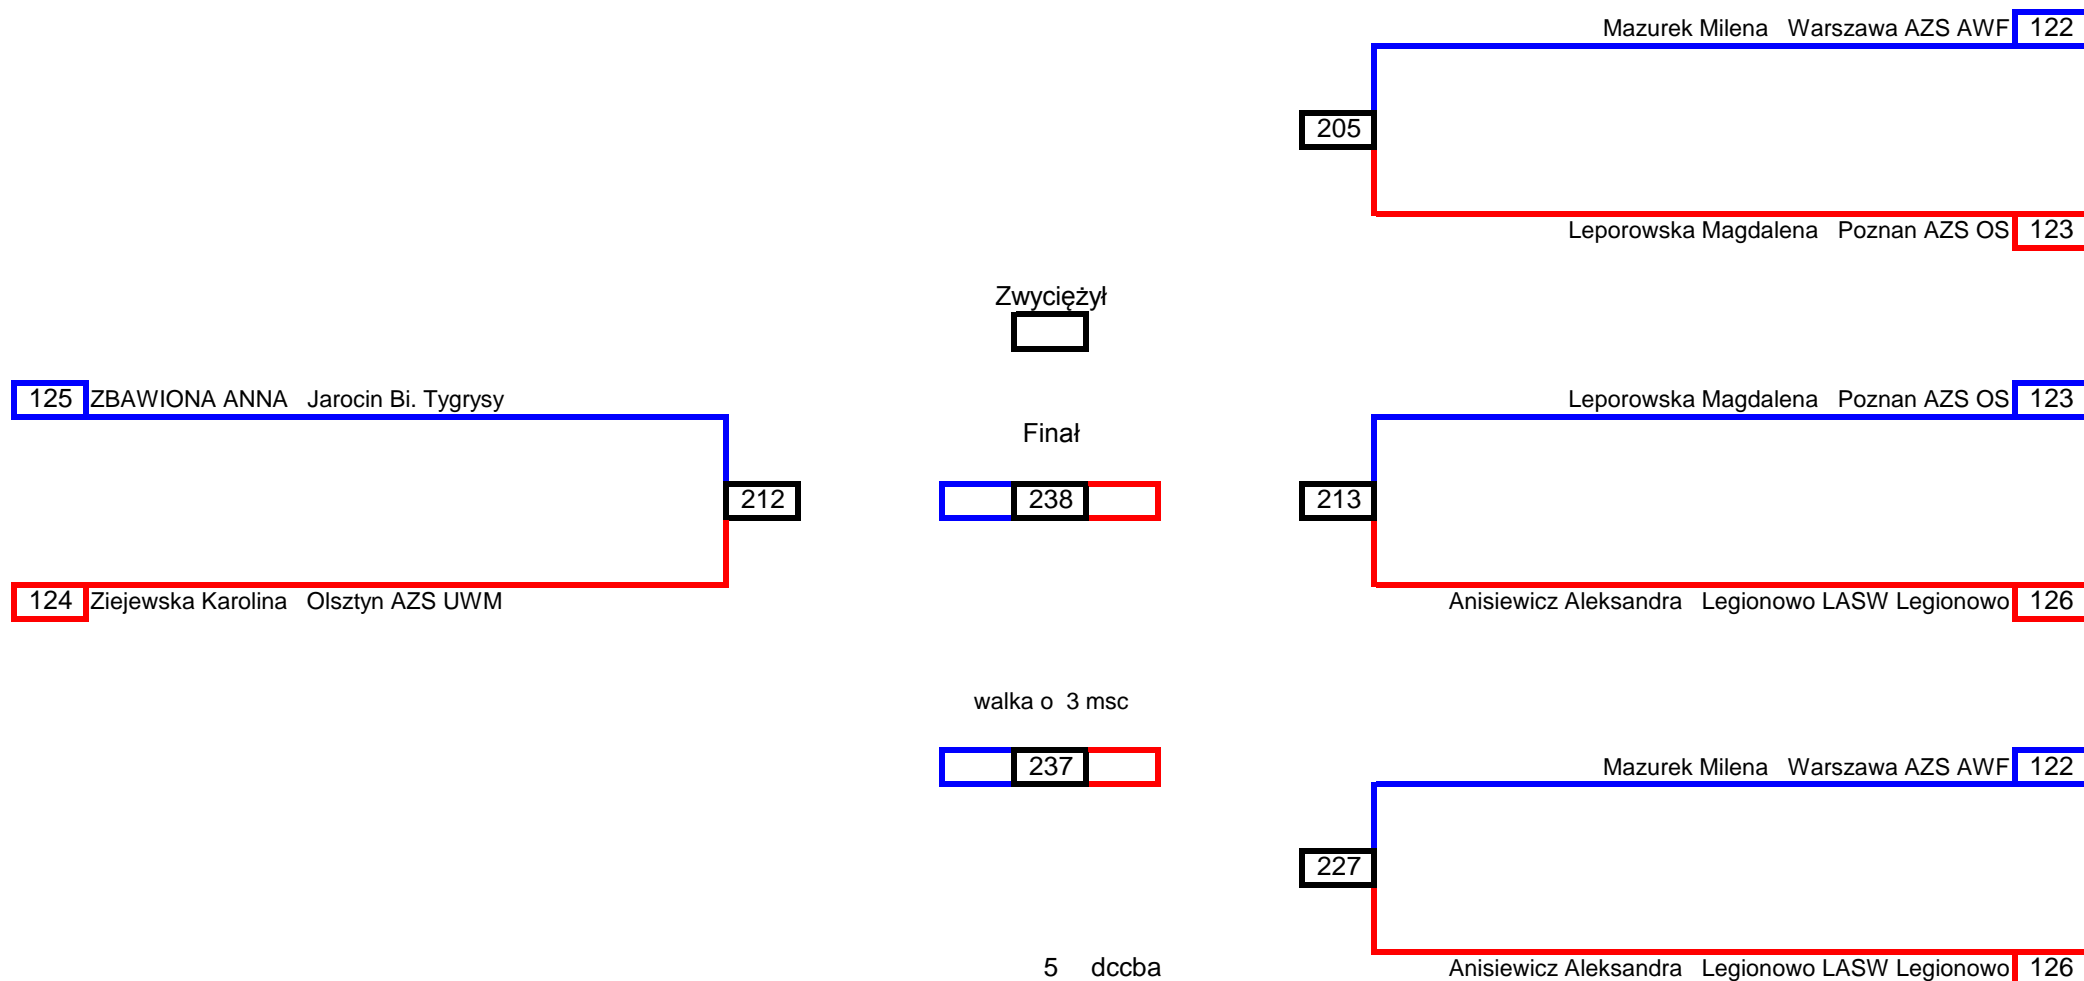 Mazurek Milena Warszawa AZS AWF 122
205
Leporowska Magdalena Poznan AZS OS 123
Zwyciężył
125 ZBAWIONA ANNA Jarocin Bi. Tygrysy
Leporowska Magdalena Poznan AZS OS 123
Finał
212
238
213
124 Ziejewska Karolina Olsztyn AZS UWM
Anisiewicz Aleksandra Legionowo LASW Legionowo 126
walka o 3 msc
237
Mazurek Milena Warszawa AZS AWF 122
227
5 dccba
Anisiewicz Aleksandra Legionowo LASW Legionowo 126